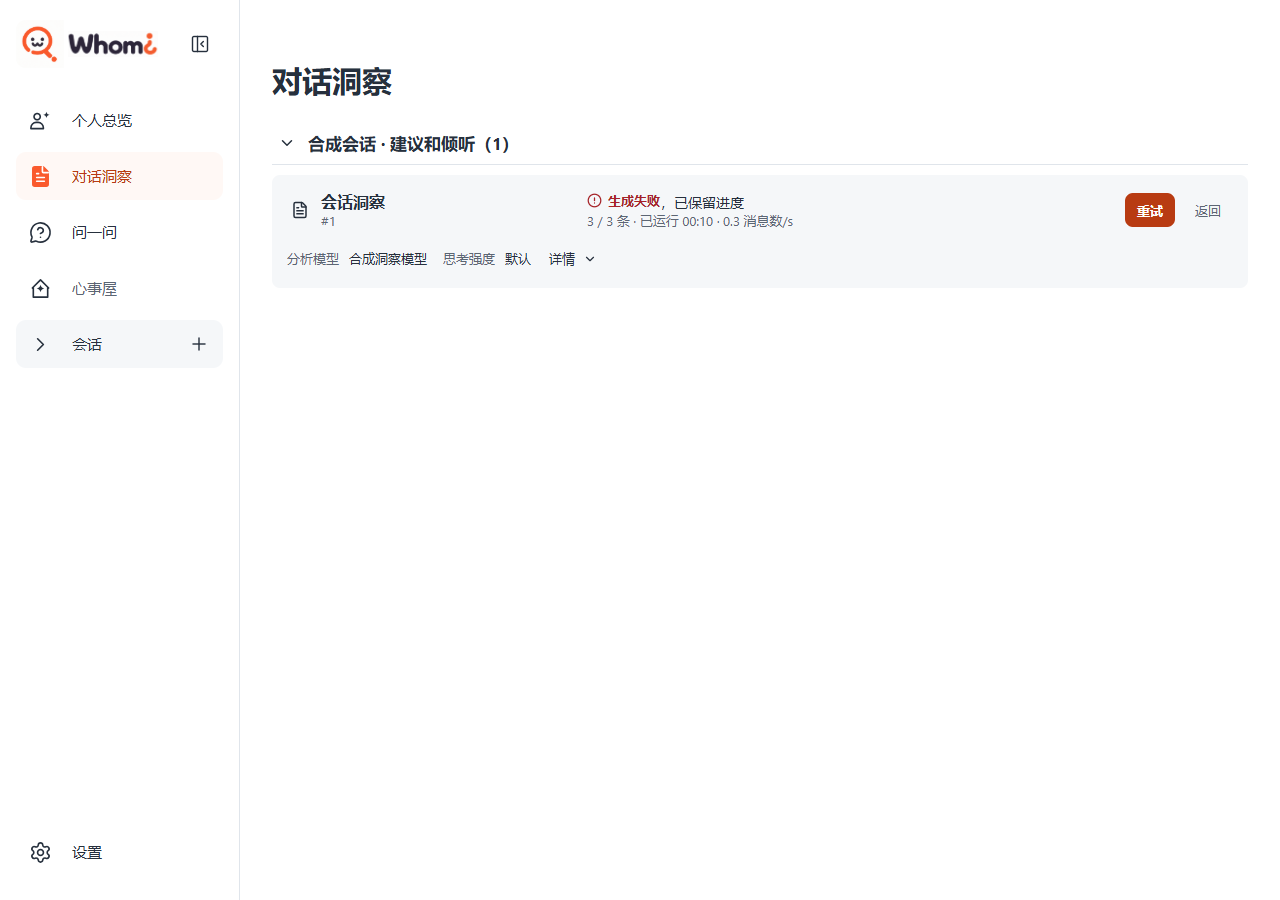 Whomi
个人总览
对话洞察
问一问
心事屋
会话
设置
对话洞察
合成会话 · 建议和倾听（1）
会话洞察
#1
生成失败，已保留进度
3 / 3 条 · 已运行 00:10 · 0.3 消息数/s
重试
返回
分析模型 合成洞察模型 思考强度 默认 详情